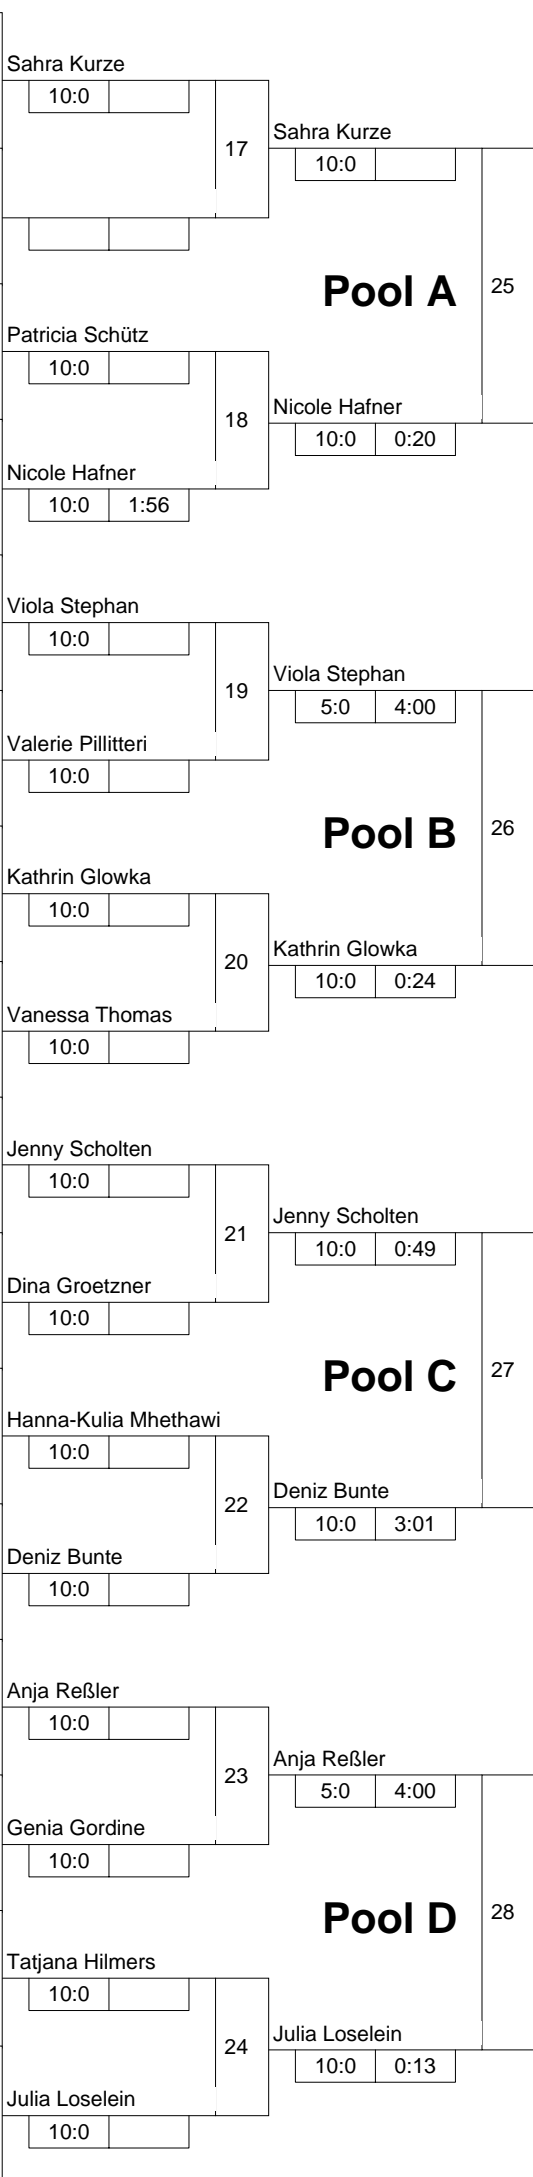 Sahra Kurze
10:0
17
Sahra Kurze
10:0
Pool A
25
Patricia Schütz
10:0
18
Nicole Hafner
10:0 0:20
Nicole Hafner
10:0 1:56
Viola Stephan
10:0
19
Viola Stephan
5:0 4:00
Valerie Pillitteri
10:0
Pool B
26
Kathrin Glowka
10:0
20
Kathrin Glowka
10:0 0:24
Vanessa Thomas
10:0
Jenny Scholten
10:0
21
Jenny Scholten
10:0 0:49
Dina Groetzner
10:0
Pool C
27
Hanna-Kulia Mhethawi
10:0
22
Deniz Bunte
10:0 3:01
Deniz Bunte
10:0
Anja Reßler
10:0
23
Anja Reßler
5:0 4:00
Genia Gordine
10:0
Pool D
28
Tatjana Hilmers
10:0
24
Julia Loselein
10:0 0:13
Julia Loselein
10:0